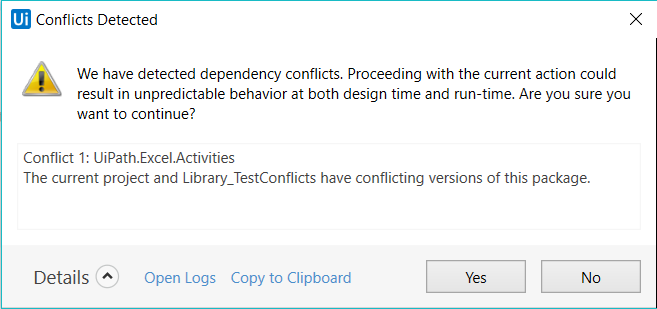 Ui Conflicts Detected
We have detected dependency conflicts. Proceeding with the current action could
result in unpredictable behavior at both design time and run-time. Are you sure you
want to continue?
Conflict 1: UiPath.Excel.Activities
The current project and Library_TestConflicts have conflicting versions of this package.
Details Open Logs Copy to Clipboard Yes No